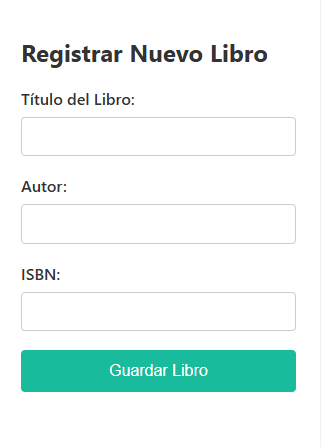 Registrar Nuevo Libro
Título del Libro:
Autor:
ISBN:
Guardar Libro